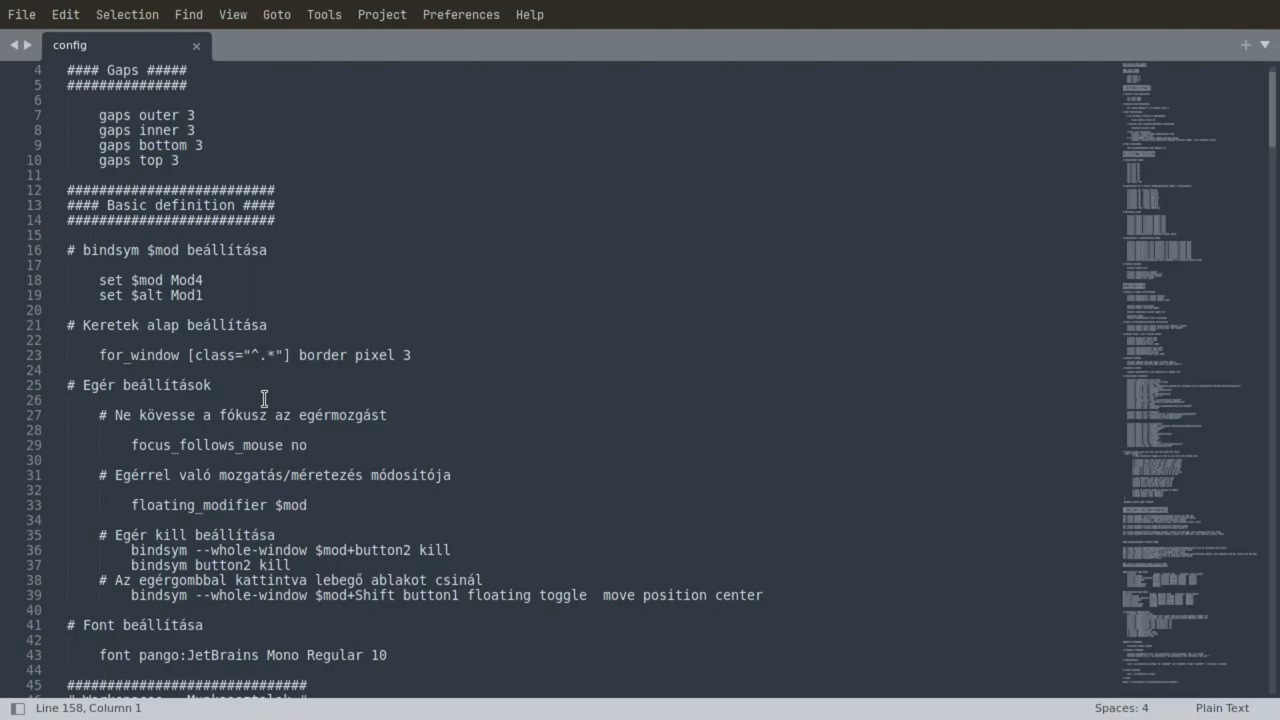 File Edit Selection Find View Goto Tools Project Preferences Help
config
4 #### Gaps #####
5 ###############
6
7 gaps outer 3
8 gaps inner 3
9 gaps bottom 3
10 gaps top 3
11
12 ##########################
13 #### Basic definition ####
14 ##########################
15
16 # bindsym $mod beállítása
17
18 set $mod Mod4
19 set $alt Mod1
20
21 # Keretek alap beállítása
22
23 for_window [class="^.*"] border pixel 3
24
25 # Egér beállítások
26
27 # Ne kövesse a fókusz az egérmozgást
28
29 focus_follows_mouse no
30
31 # Egérrel való mozgatás/méretezés módosítója
32
33 floating_modifier $mod
34
35 # Egér kill beállítása
36 bindsym --whole-window $mod+button2 kill
37 bindsym button2 kill
38 # Az egérgombbal kattintva lebegő ablakot csinál
39 bindsym --whole-window $mod+Shift toggle move position center
40
41 # Font beállítása
42
43 font pango:JetBrains Mono Regular 10
44
45 ##############################
Line 158, Column 1
Spaces: 4 Plain Text